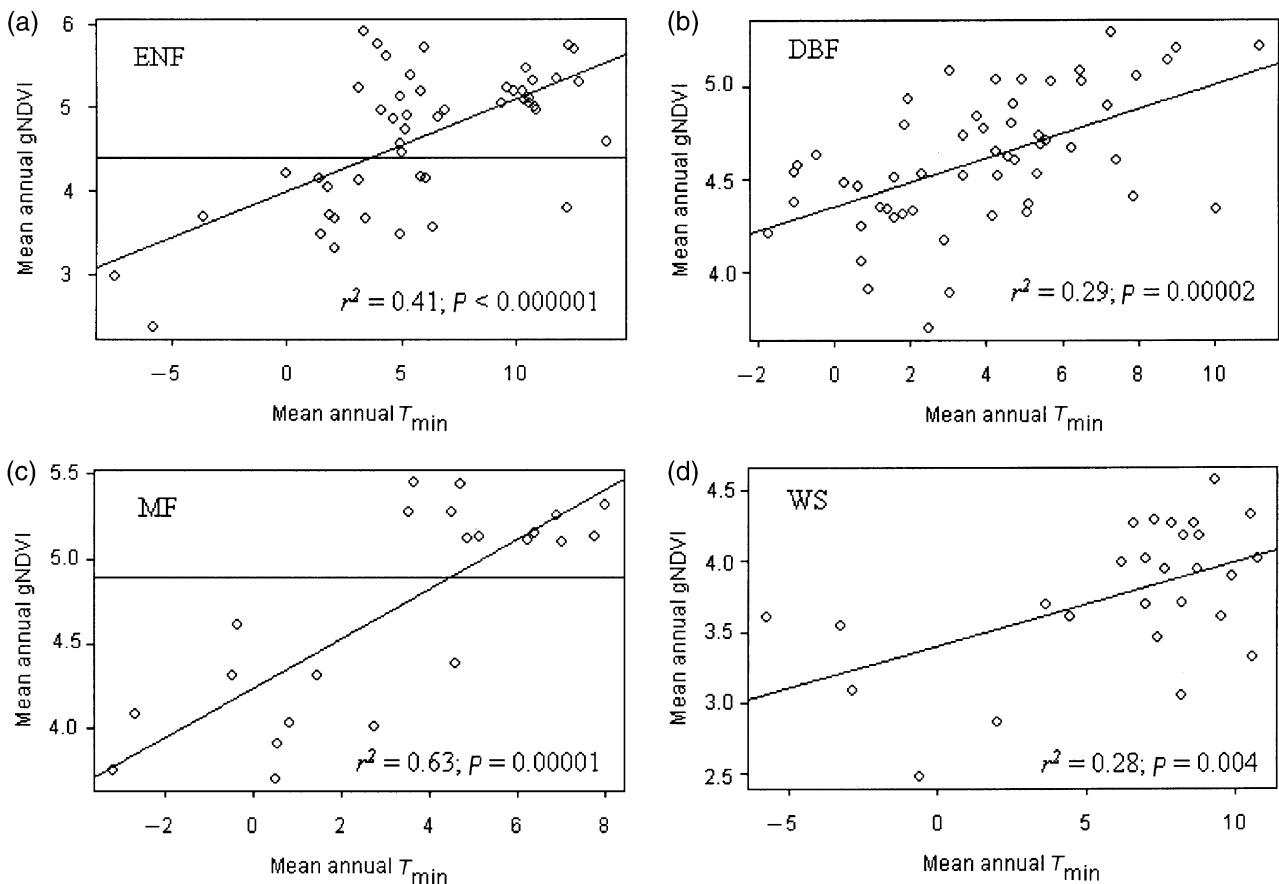 (a)
ENF
6
5
4
3
Mean annual gNDVI
r² = 0.41; P < 0.000001
−5 0 5 10
Mean annual Tmin
(b)
DBF
5.0
4.5
4.0
Mean annual gNDVI
r² = 0.29; P = 0.00002
−2 0 2 4 6 8 10
Mean annual Tmin
(c)
MF
5.5
5.0
4.5
4.0
Mean annual gNDVI
r² = 0.63; P = 0.00001
−2 0 2 4 6 8
Mean annual Tmin
(d)
WS
4.5
4.0
3.5
3.0
2.5
Mean annual gNDVI
r² = 0.28; P = 0.004
−5 0 5 10
Mean annual Tmin